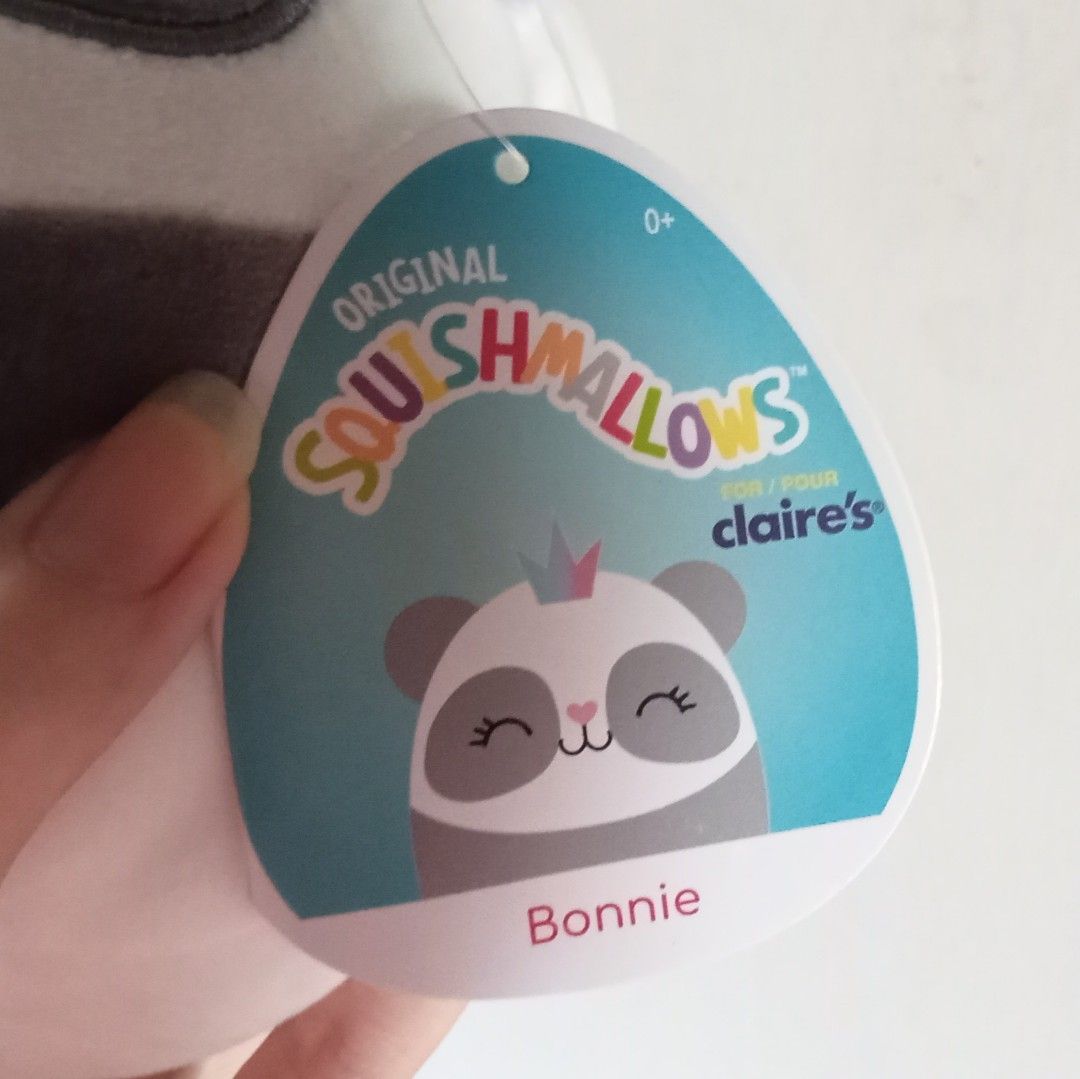 0+
ORIGINAL
SQUISHMALLOWS™
FOR / POUR
claire's®
Bonnie